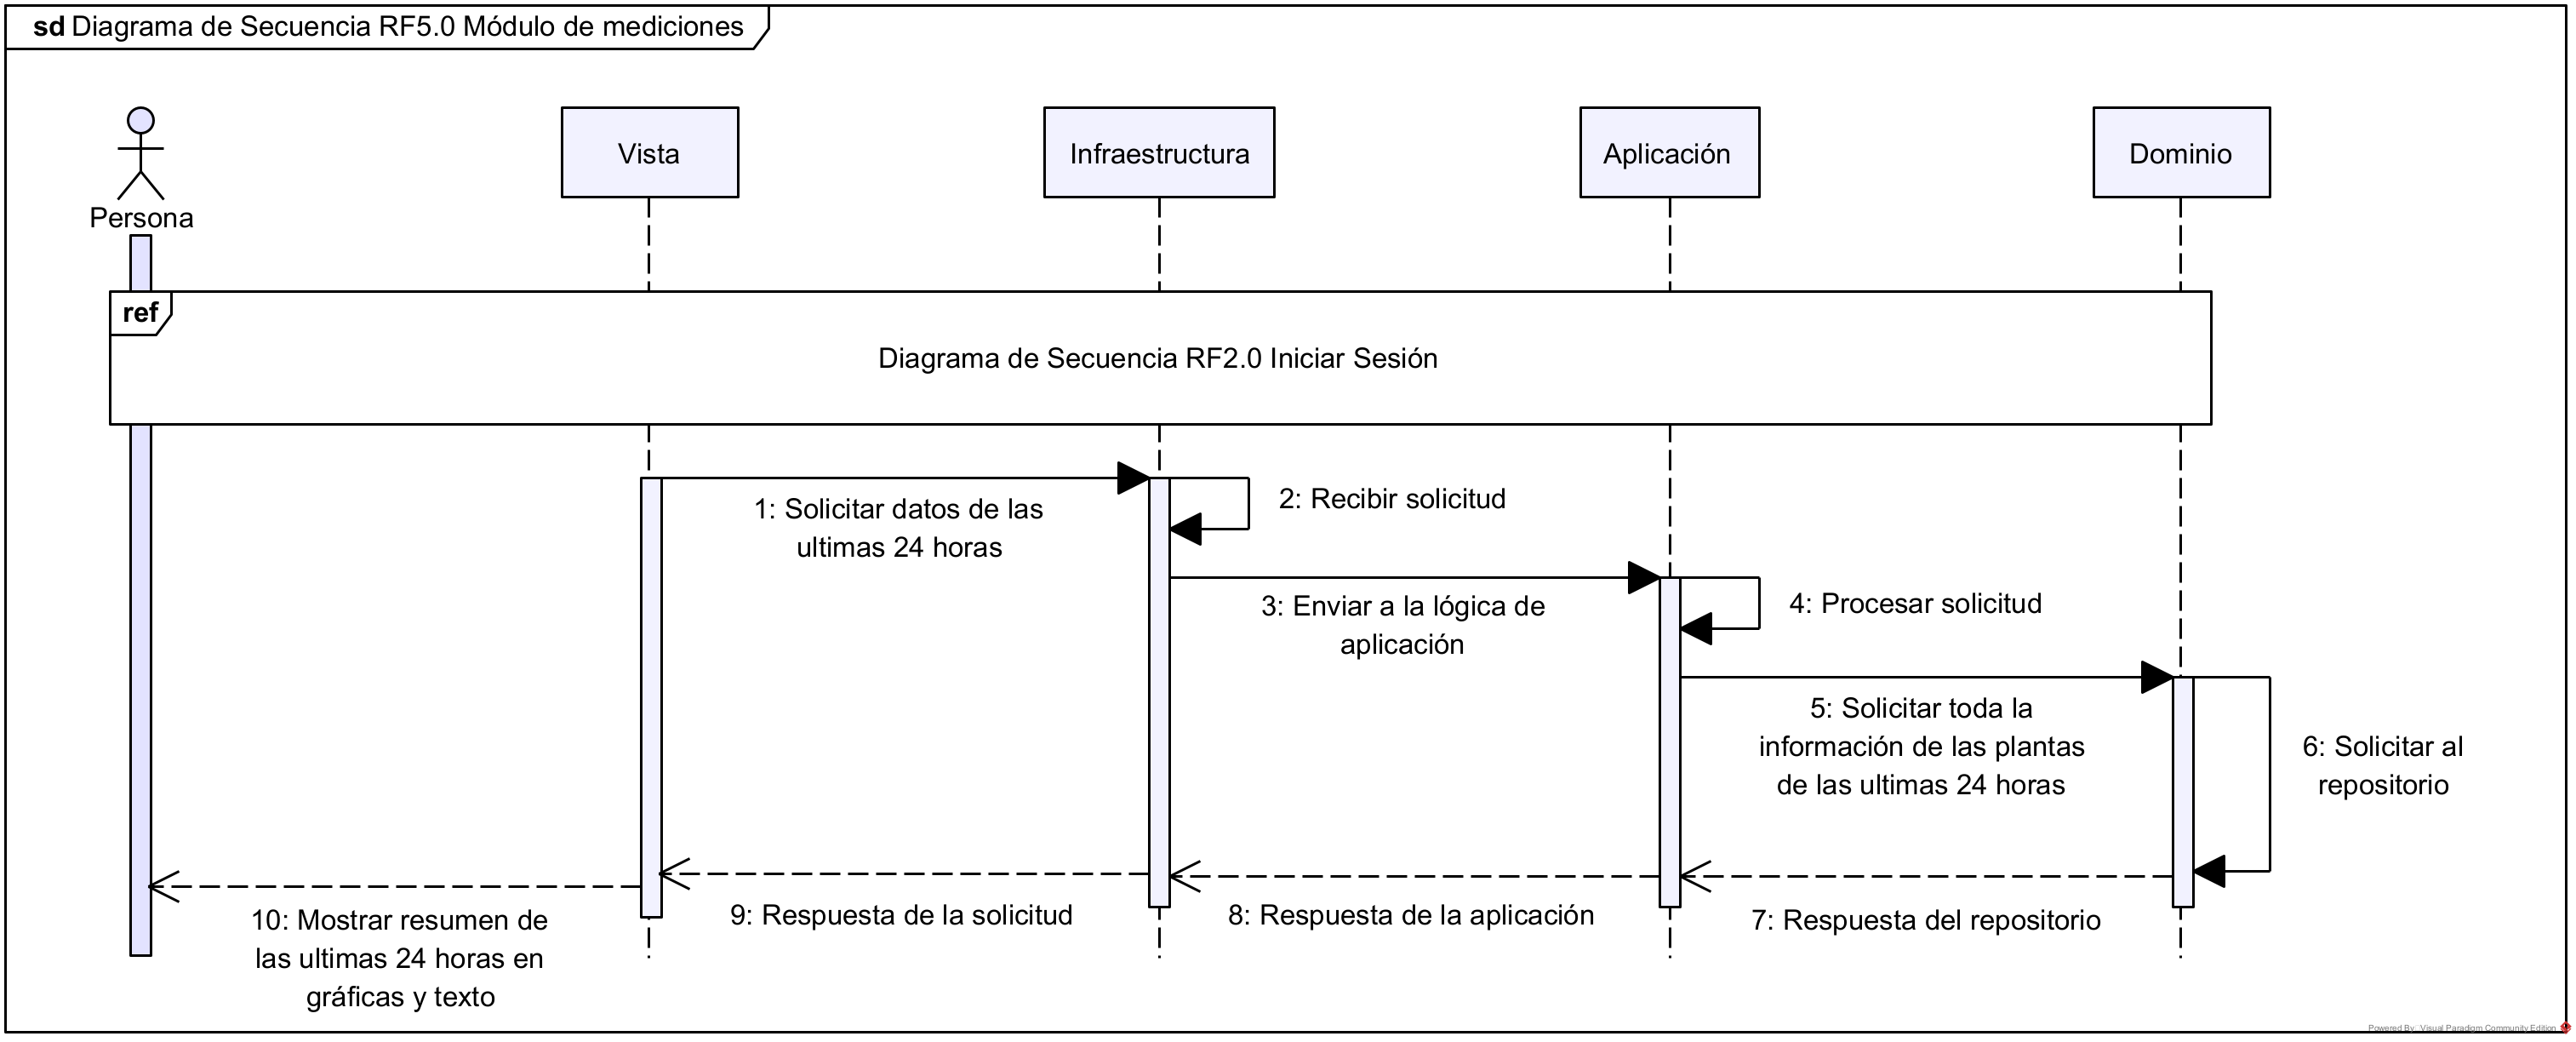 sd Diagrama de Secuencia RF5.0 Módulo de mediciones
Persona
Vista
Infraestructura
Aplicación
Dominio
ref
Diagrama de Secuencia RF2.0 Iniciar Sesión
1: Solicitar datos de las
ultimas 24 horas
2: Recibir solicitud
3: Enviar a la lógica de
aplicación
4: Procesar solicitud
5: Solicitar toda la
información de las plantas
de las ultimas 24 horas
6: Solicitar al
repositorio
7: Respuesta del repositorio
8: Respuesta de la aplicación
9: Respuesta de la solicitud
10: Mostrar resumen de
las ultimas 24 horas en
gráficas y texto
Powered By: Visual Paradigm Community Edition